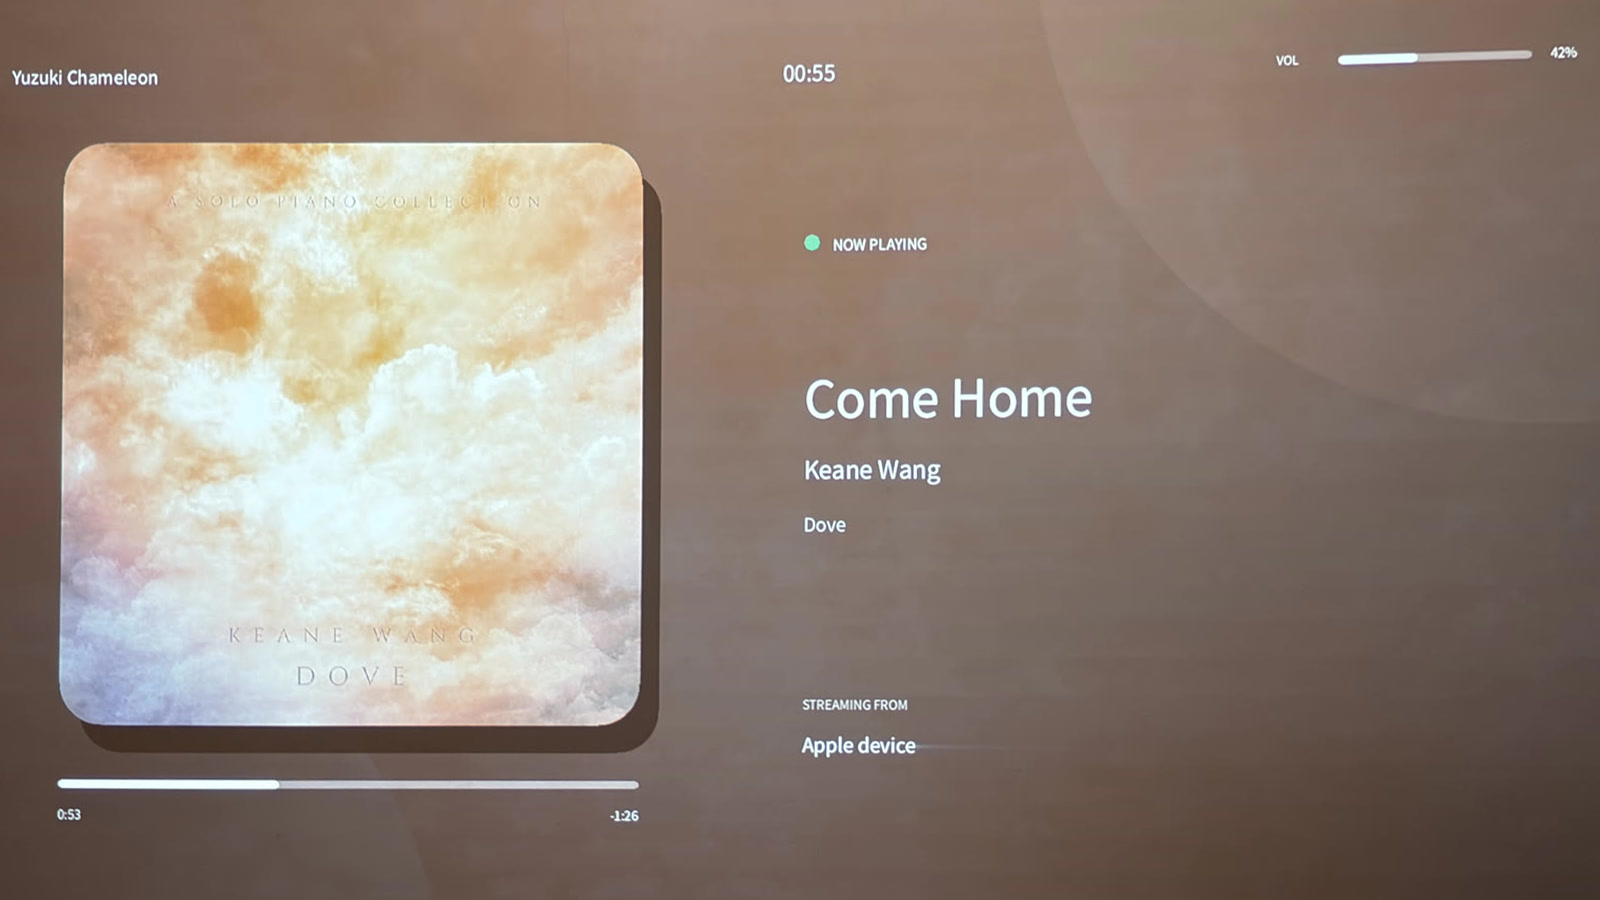 Yuzuki Chameleon
00:55
VOL
42%
A SOLO PIANO COLLECTION
NOW PLAYING
Come Home
Keane Wang
Dove
KEANE WANG
DOVE
STREAMING FROM
Apple device
0:53
-1:26